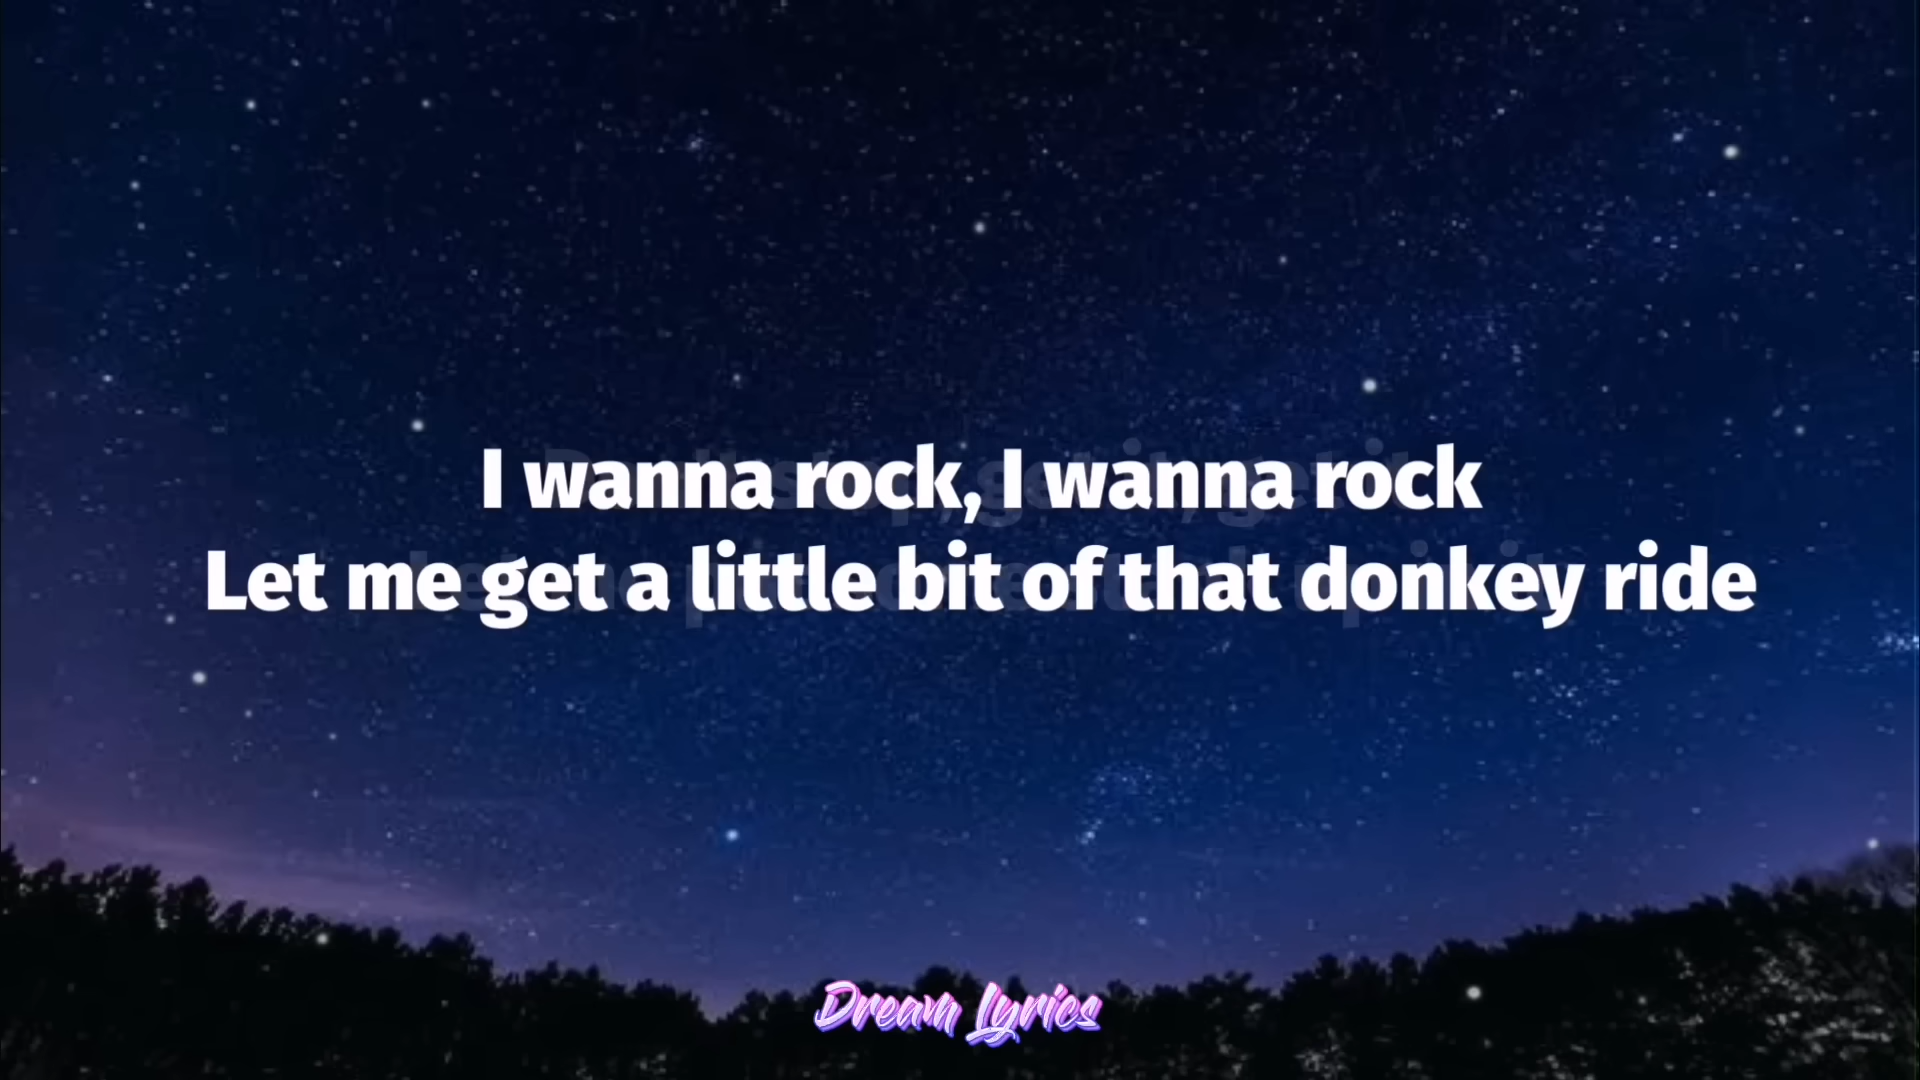 I wanna rock, I wanna rock
Let me get a little bit of that donkey ride
Dream Lyrics